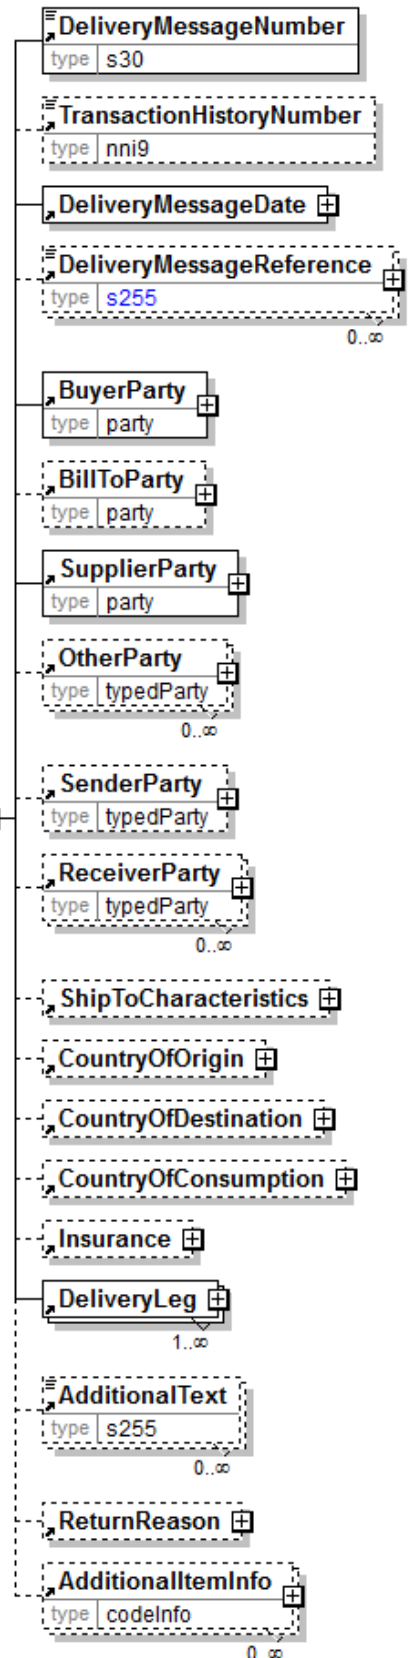 DeliveryMessageNumber
type s30
TransactionHistoryNumber
type nni9
DeliveryMessageDate
DeliveryMessageReference
type s255
0..∞
BuyerParty
type party
BillToParty
type party
SupplierParty
type party
OtherParty
type typedParty
0..∞
SenderParty
type typedParty
ReceiverParty
type typedParty
0..∞
ShipToCharacteristics
CountryOfOrigin
CountryOfDestination
CountryOfConsumption
Insurance
DeliveryLeg
1..∞
AdditionalText
type s255
0..∞
ReturnReason
AdditionalItemInfo
type codeInfo
0..∞